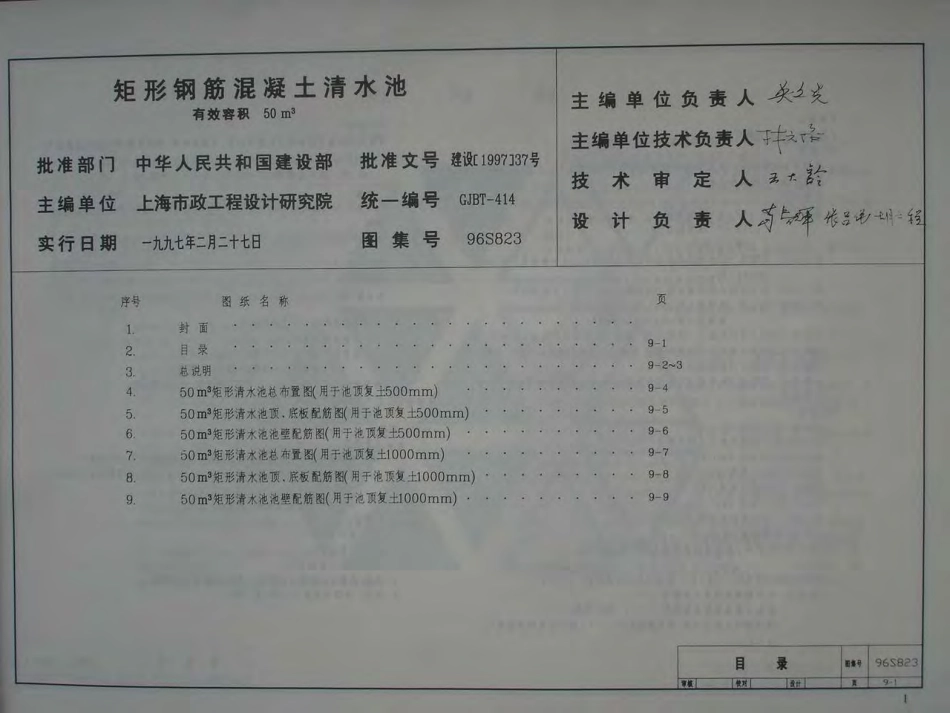 矩形钢筋混凝土清水池
有效容积 50 m³
批准部门 中华人民共和国建设部 批准文号 建设[1997]37号
主编单位 上海市政工程设计研究院 统一编号 GJBT-414
实行日期 一九九七年二月二十七日 图集号 96S823
主编单位负责人
主编单位技术负责人
技术审定人 王大龄
设计负责人
序号 图纸名称 页
1. 封面
2. 目录 9-1
3. 总说明 9-2~3
4. 50m³矩形清水池总布置图(用于池顶复土500mm) 9-4
5. 50m³矩形清水池顶、底板配筋图(用于池顶复土500mm) 9-5
6. 50m³矩形清水池池壁配筋图(用于池顶复土500mm) 9-6
7. 50m³矩形清水池总布置图(用于池顶复土1000mm) 9-7
8. 50m³矩形清水池顶、底板配筋图(用于池顶复土1000mm) 9-8
9. 50m³矩形清水池池壁配筋图(用于池顶复土1000mm) 9-9
目录 图集号 96S823
审核 校对 设计 页 9-1
1